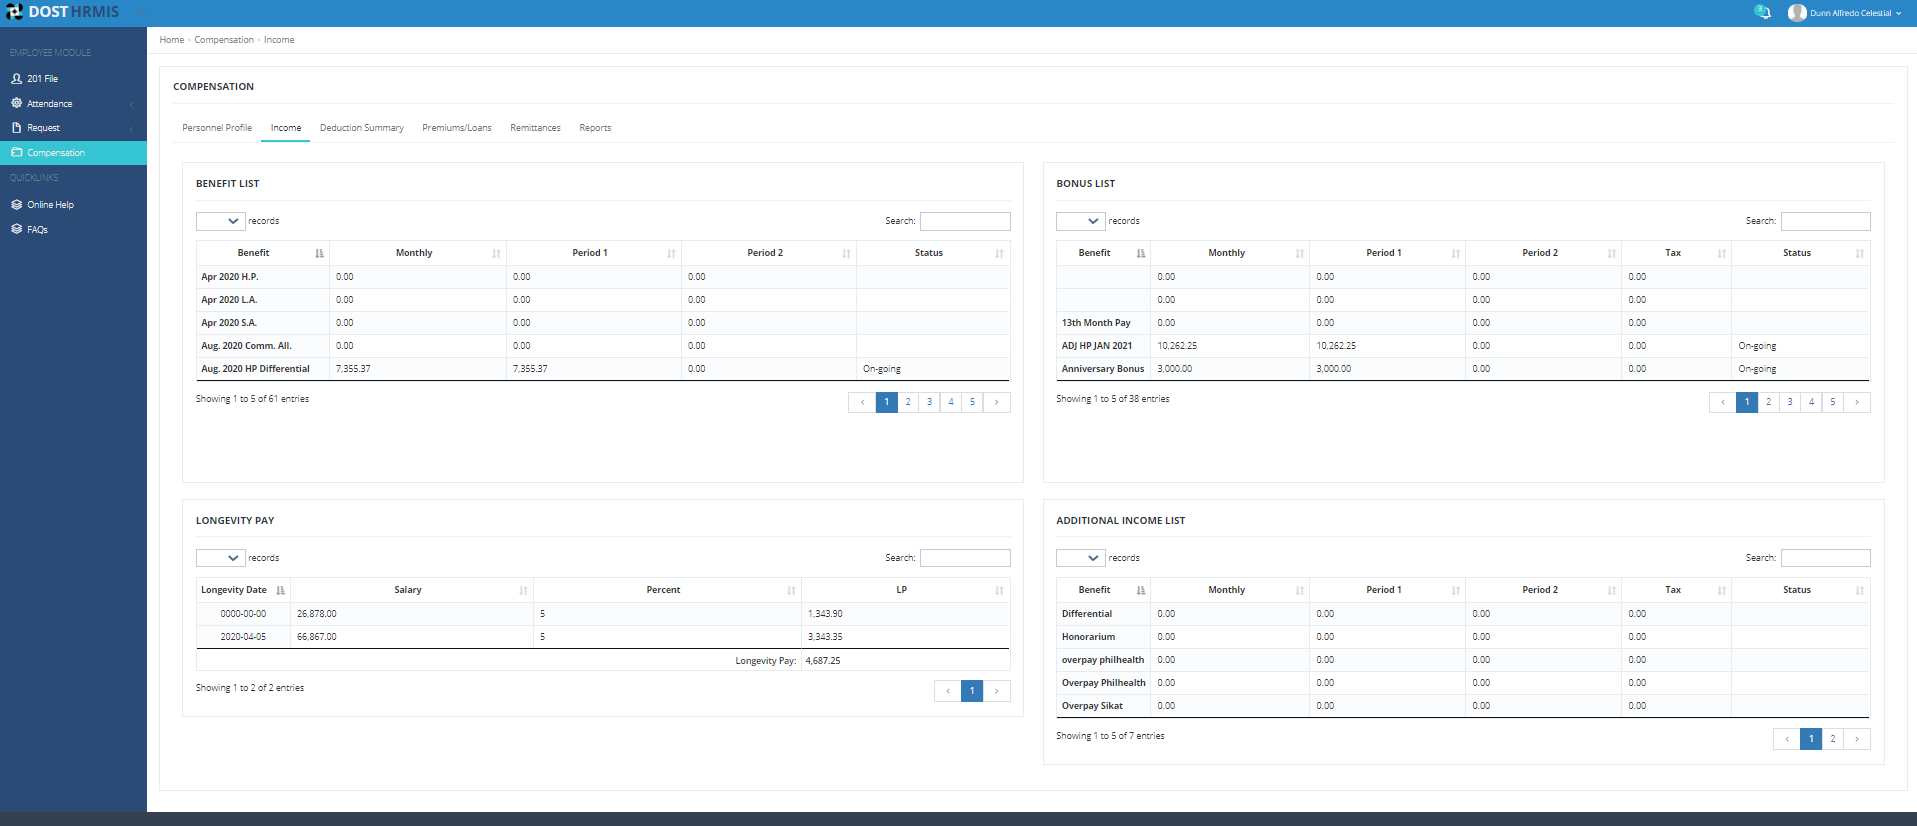 DOST HRMIS
3
Dunn Alfredo Celestial
EMPLOYEE MODULE
201 File
Attendance
Request
Compensation
QUICKLINKS
Online Help
FAQs
Home Compensation Income
COMPENSATION
Personnel Profile Income Deduction Summary Premiums/Loans Remittances Reports
BENEFIT LIST
records Search:
Benefit Monthly Period 1 Period 2 Status
Apr 2020 H.P. 0.00 0.00 0.00
Apr 2020 L.A. 0.00 0.00 0.00
Apr 2020 S.A. 0.00 0.00 0.00
Aug. 2020 Comm. All. 0.00 0.00 0.00
Aug. 2020 HP Differential 7,355.37 7,355.37 0.00 On-going
Showing 1 to 5 of 61 entries
‹ 1 2 3 4 5 ›
BONUS LIST
records Search:
Benefit Monthly Period 1 Period 2 Tax Status
0.00 0.00 0.00 0.00
0.00 0.00 0.00 0.00
13th Month Pay 0.00 0.00 0.00 0.00
ADJ HP JAN 2021 10,262.25 10,262.25 0.00 0.00 On-going
Anniversary Bonus 3,000.00 3,000.00 0.00 0.00 On-going
Showing 1 to 5 of 38 entries
‹ 1 2 3 4 5 ›
LONGEVITY PAY
records Search:
Longevity Date Salary Percent LP
0000-00-00 26,878.00 5 1,343.90
2020-04-05 66,867.00 5 3,343.35
Longevity Pay: 4,687.25
Showing 1 to 2 of 2 entries
‹ 1 ›
ADDITIONAL INCOME LIST
records Search:
Benefit Monthly Period 1 Period 2 Tax Status
Differential 0.00 0.00 0.00 0.00
Honorarium 0.00 0.00 0.00 0.00
overpay philhealth 0.00 0.00 0.00 0.00
Overpay Philhealth 0.00 0.00 0.00 0.00
Overpay Sikat 0.00 0.00 0.00 0.00
Showing 1 to 5 of 7 entries
‹ 1 2 ›